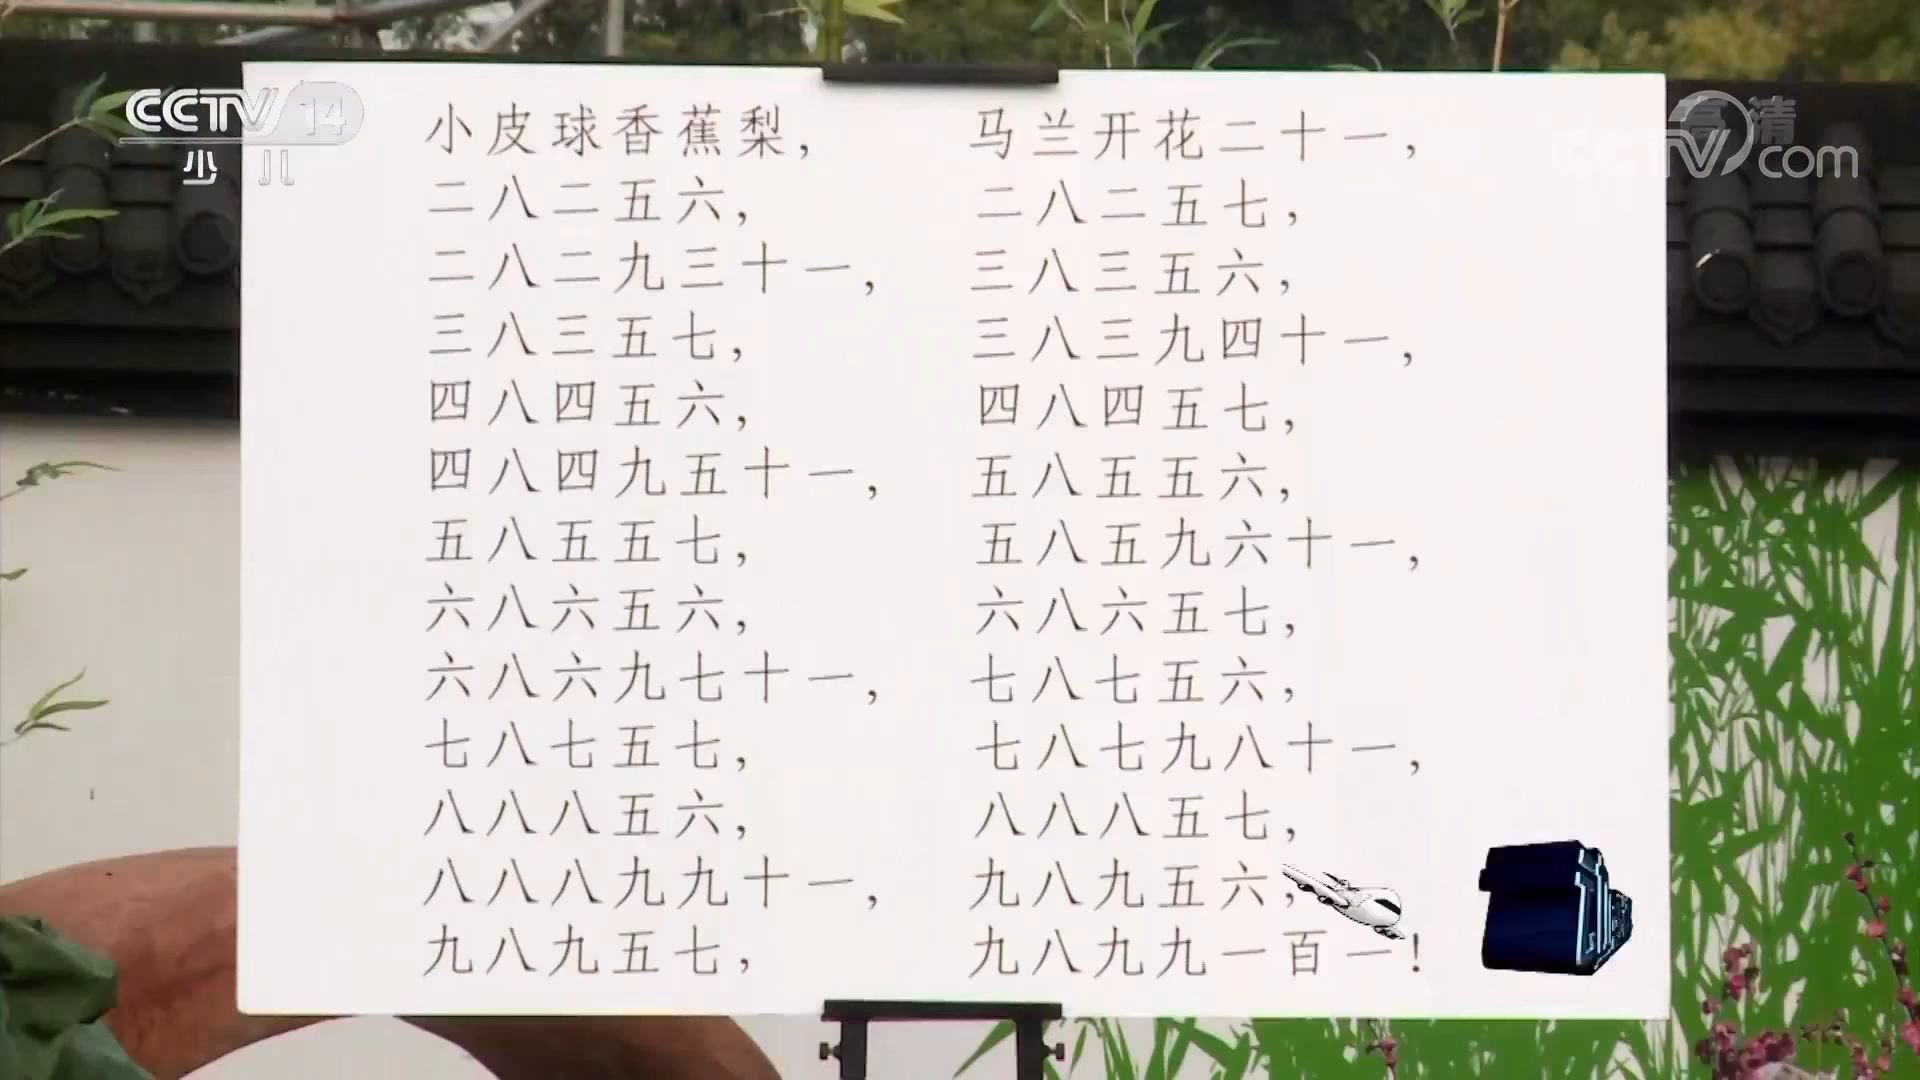 CCTV 14
少儿
高清
CCTV com
小皮球香蕉梨， 马兰开花二十一，
二八二五六， 二八二五七，
二八二九三十一， 三八三五六，
三八三五七， 三八三九四十一，
四八四五六， 四八四五七，
四八四九五十一， 五八五五六，
五八五五七， 五八五九六十一，
六八六五六， 六八六五七，
六八六九七十一， 七八七五六，
七八七五七， 七八七九八十一，
八八八五六， 八八八五七，
八八八九九十一， 九八九五六，
九八九五七， 九八九九一百一！